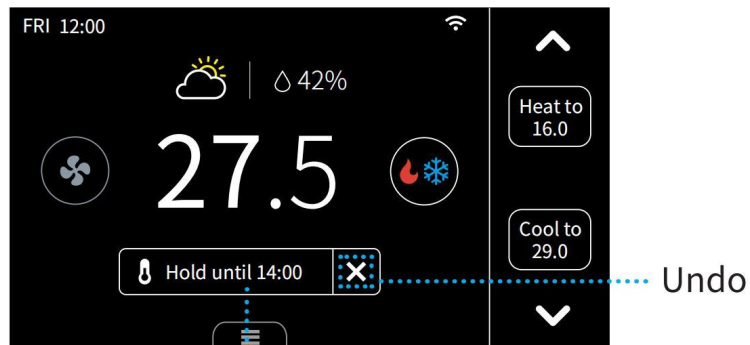 FRI 12:00
42%
27.5
Heat to
16.0
Cool to
29.0
Hold until 14:00
Undo